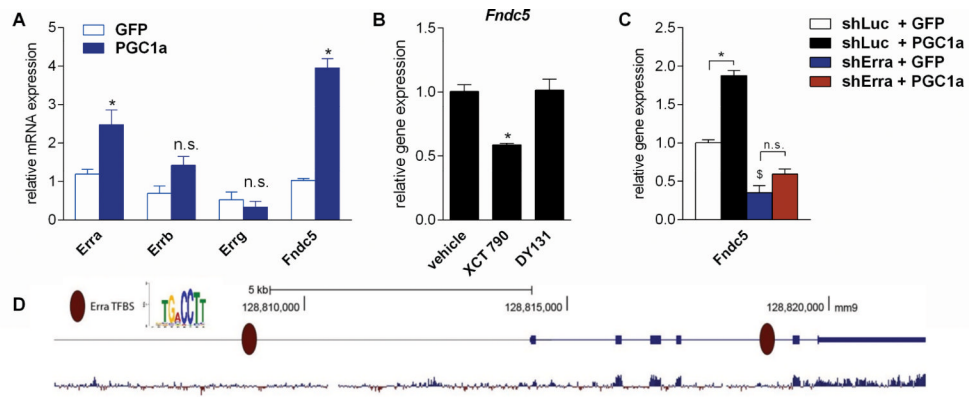 A
GFP
PGC1a
relative mRNA expression
5
4
3
2
1
0
*
n.s.
n.s.
*
Erra
Errb
Errg
Fndc5
B
Fndc5
relative gene expression
1.5
1.0
0.5
0.0
*
vehicle
XCT 790
DY131
C
shLuc + GFP
shLuc + PGC1a
shErra + GFP
shErra + PGC1a
relative gene expression
2.5
2.0
1.5
1.0
0.5
0.0
*
$
n.s.
Fndc5
D
Erra TFBS
TGACCTT
5 kb
128,810,000
128,815,000
128,820,000
mm9